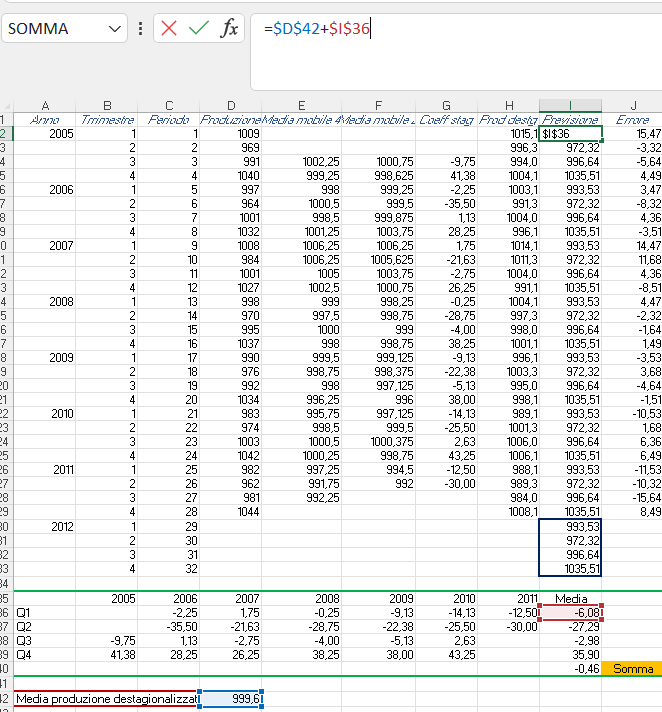 SOMMA fx =$D$42+$I$36
A B C D E F G H I J
1 Anno Trimestre Periodo Produzione Media mobile 4 Media mobile Coeff stag Prod destg Previsione Errore
2 2005 1 1 1009 1015,1 $I$36 15,47
3 2 2 969 996,3 972,32 -3,32
4 3 3 991 1002,25 1000,75 -9,75 994,0 996,64 -5,64
5 4 4 1040 999,25 998,625 41,38 1004,1 1035,51 4,49
6 2006 1 5 997 998 999,25 -2,25 1003,1 993,53 3,47
7 2 6 964 1000,5 999,5 -35,50 991,3 972,32 -8,32
8 3 7 1001 998,5 999,875 1,13 1004,0 996,64 4,36
9 4 8 1032 1001,25 1003,75 28,25 996,1 1035,51 -3,51
0 2007 1 9 1008 1006,25 1006,25 1,75 1014,1 993,53 14,47
1 2 10 984 1006,25 1005,625 -21,63 1011,3 972,32 11,68
2 3 11 1001 1005 1003,75 -2,75 1004,0 996,64 4,36
3 4 12 1027 1002,5 1000,75 26,25 991,1 1035,51 -8,51
4 2008 1 13 998 999 998,25 -0,25 1004,1 993,53 4,47
5 2 14 970 997,5 998,75 -28,75 997,3 972,32 -2,32
6 3 15 995 1000 999 -4,00 998,0 996,64 -1,64
7 4 16 1037 998 998,75 38,25 1001,1 1035,51 1,49
8 2009 1 17 990 999,5 999,125 -9,13 996,1 993,53 -3,53
9 2 18 976 998,75 998,375 -22,38 1003,3 972,32 3,68
20 3 19 992 998 997,125 -5,13 995,0 996,64 -4,64
21 4 20 1034 996,25 996 38,00 998,1 1035,51 -1,51
22 2010 1 21 983 995,75 997,125 -14,13 989,1 993,53 -10,53
23 2 22 974 998,5 999,5 -25,50 1001,3 972,32 1,68
24 3 23 1003 1000,5 1000,375 2,63 1006,0 996,64 6,36
25 4 24 1042 1000,25 998,75 43,25 1006,1 1035,51 6,49
26 2011 1 25 982 997,25 994,5 -12,50 988,1 993,53 -11,53
27 2 26 962 991,75 992 -30,00 989,3 972,32 -10,32
28 3 27 981 992,25 984,0 996,64 -15,64
29 4 28 1044 1008,1 1035,51 8,49
30 2012 1 29 993,53
31 2 30 972,32
32 3 31 996,64
33 4 32 1035,51
34
35 2005 2006 2007 2008 2009 2010 2011 Media
36 Q1 -2,25 1,75 -0,25 -9,13 -14,13 -12,50 -6,08
37 Q2 -35,50 -21,63 -28,75 -22,38 -25,50 -30,00 -27,29
38 Q3 -9,75 1,13 -2,75 -4,00 -5,13 2,63 -2,98
39 Q4 41,38 28,25 26,25 38,25 38,00 43,25 35,90
40 -0,46 Somma
41
42 Media produzione destagionalizzat 999,61